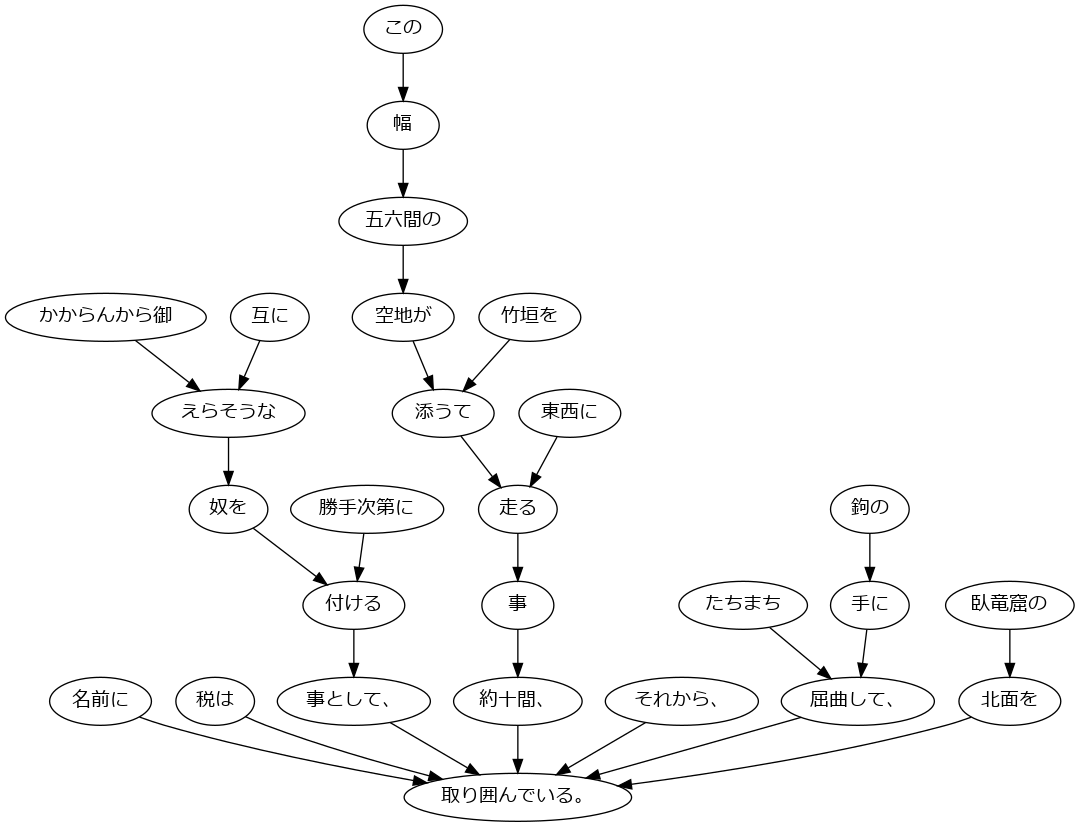 この
幅
五六間の
かからんから御
互に
空地が
竹垣を
えらそうな
添うて
東西に
奴を
勝手次第に
走る
鉤の
付ける
事
たちまち
手に
臥竜窟の
名前に
税は
事として、
約十間、
それから、
屈曲して、
北面を
取り囲んでいる。